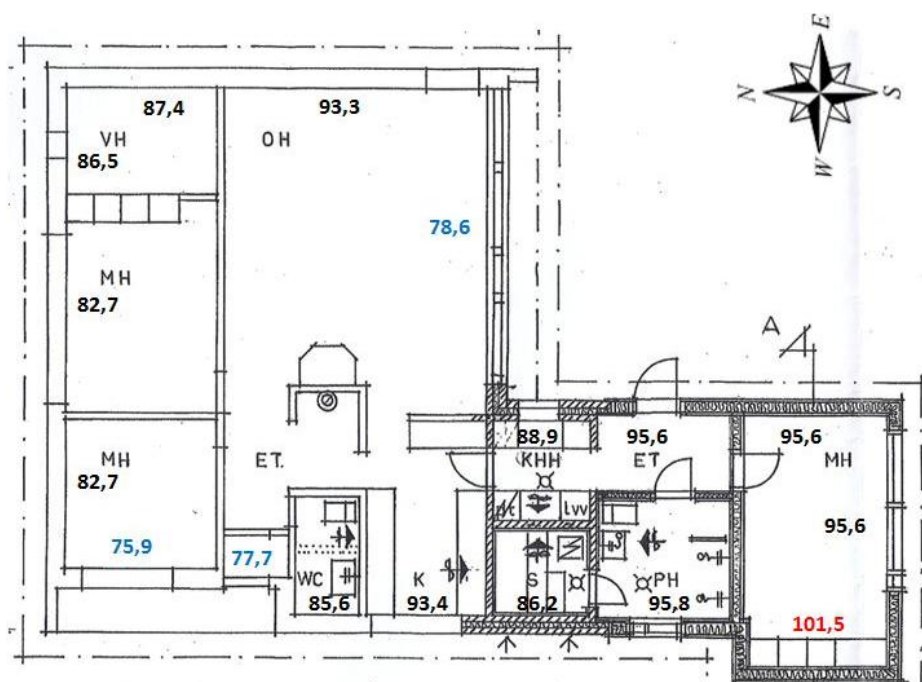 E
N
S
W
87,4
93,3
VH
OH
86,5
78,6
MH
82,7
A
88,9
95,6
95,6
MH
ET.
KHH
ET
MH
82,7
lvv
95,6
75,9
77,7
WC
K
S
PH
85,6
93,4
86,2
95,8
101,5